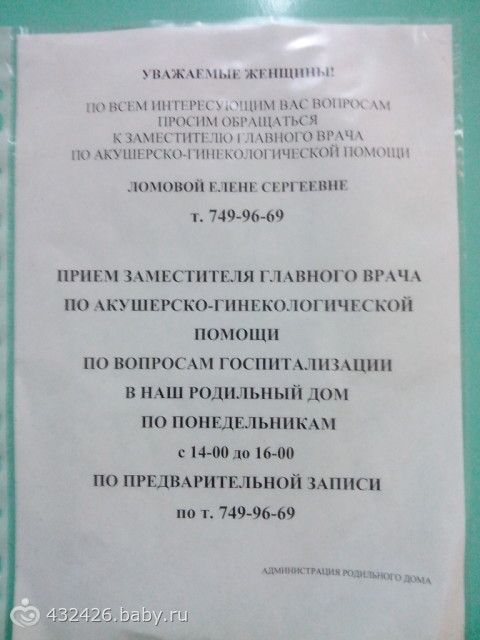 УВАЖАЕМЫЕ ЖЕНЩИНЫ!
ПО ВСЕМ ИНТЕРЕСУЮЩИМ ВАС ВОПРОСАМ
ПРОСИМ ОБРАЩАТЬСЯ
К ЗАМЕСТИТЕЛЮ ГЛАВНОГО ВРАЧА
ПО АКУШЕРСКО-ГИНЕКОЛОГИЧЕСКОЙ ПОМОЩИ
ЛОМОВОЙ ЕЛЕНЕ СЕРГЕЕВНЕ
т. 749-96-69
ПРИЕМ ЗАМЕСТИТЕЛЯ ГЛАВНОГО ВРАЧА
ПО АКУШЕРСКО-ГИНЕКОЛОГИЧЕСКОЙ
ПОМОЩИ
ПО ВОПРОСАМ ГОСПИТАЛИЗАЦИИ
В НАШ РОДИЛЬНЫЙ ДОМ
ПО ПОНЕДЕЛЬНИКАМ
с 14-00 до 16-00
ПО ПРЕДВАРИТЕЛЬНОЙ ЗАПИСИ
по т. 749-96-69
АДМИНИСТРАЦИЯ РОДИЛЬНОГО ДОМА
432426.baby.ru